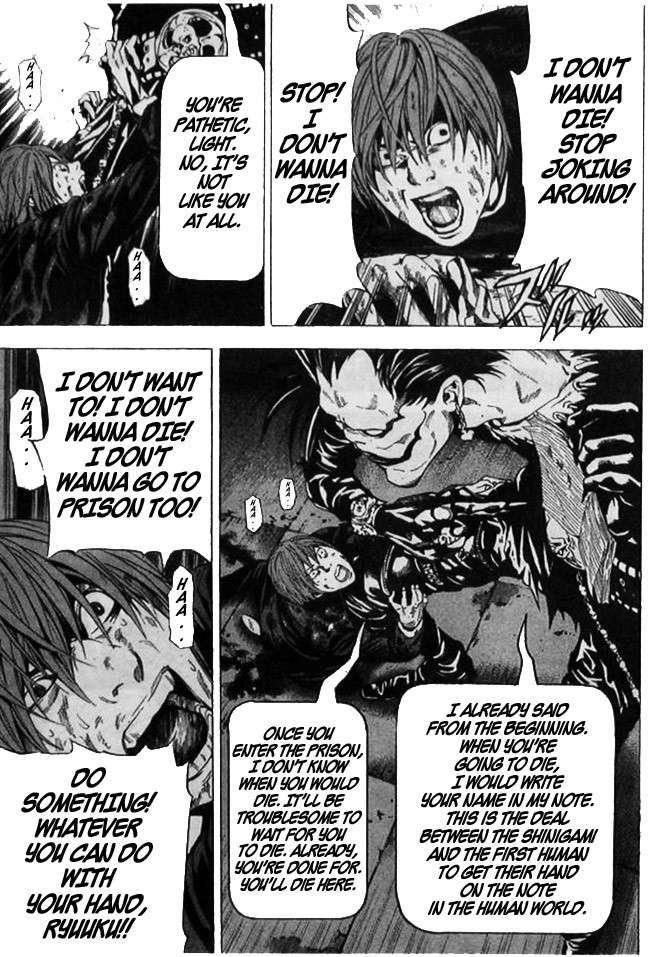 I DON'T
WANNA
DIE!
STOP
JOKING
AROUND!
STOP!
I
DON'T
WANNA
DIE!
YOU'RE
PATHETIC,
LIGHT.
NO, IT'S
NOT
LIKE YOU
AT ALL.
HAA..
HAA..
HAA..
I ALREADY SAID
FROM THE BEGINNING.
WHEN YOU'RE
GOING TO DIE,
I WOULD WRITE
YOUR NAME IN MY NOTE.
THIS IS THE DEAL
BETWEEN THE SHINIGAMI
AND THE FIRST HUMAN
TO GET THEIR HAND
ON THE NOTE
IN THE HUMAN WORLD.
HAA..
HAA..
ONCE YOU
ENTER THE PRISON,
I DON'T KNOW
WHEN YOU WOULD
DIE. IT'LL BE
TROUBLESOME TO
WAIT FOR YOU
TO DIE. ALREADY,
YOU'RE DONE FOR.
YOU'LL DIE HERE.
I DON'T WANT
TO! I DON'T
WANNA DIE!
I DON'T
WANNA GO TO
PRISON TOO!
HAA..
HAA..
DO
SOMETHING!
WHATEVER
YOU CAN DO
WITH
YOUR HAND,
RYUUKU!!